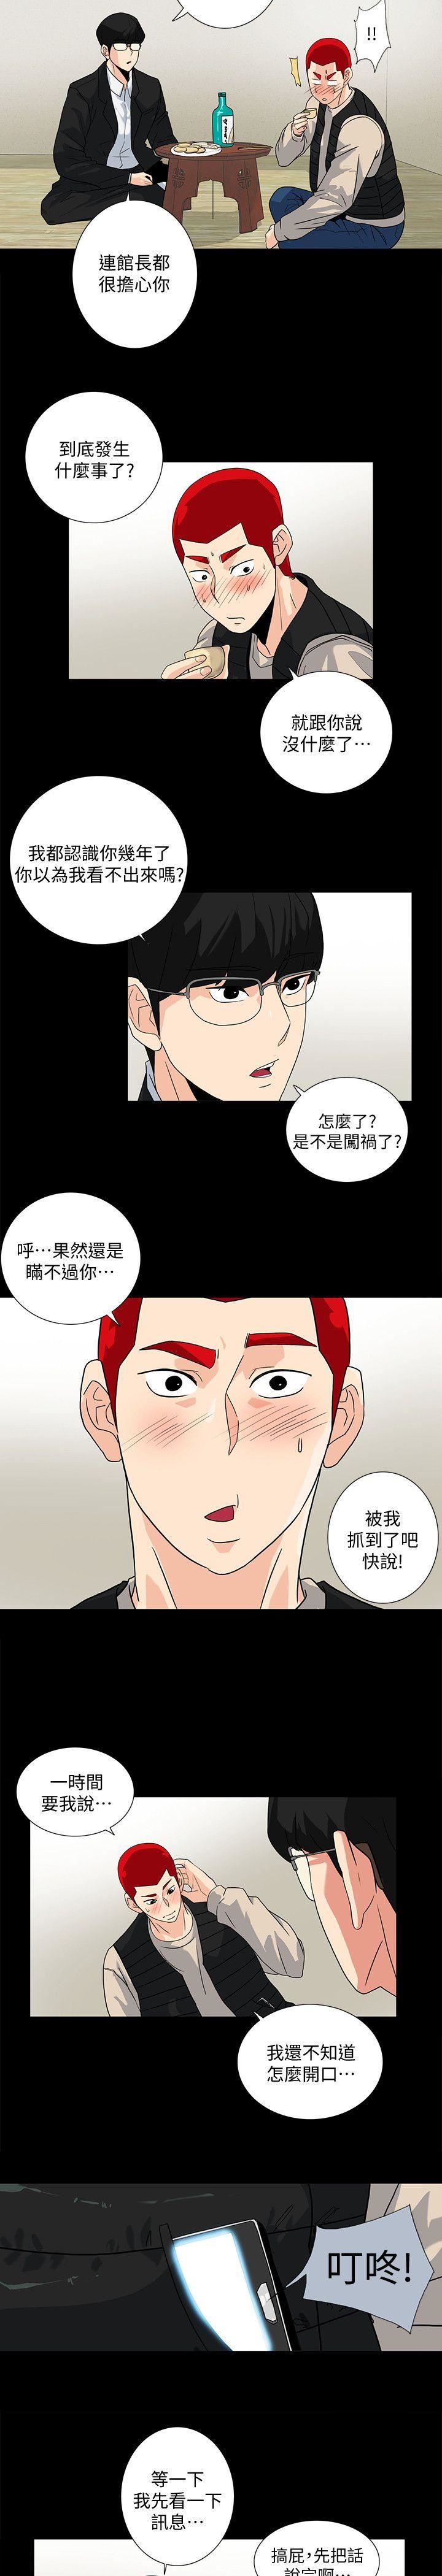 !!
連館長都
很擔心你
到底發生
什麼事了?
就跟你說
沒什麼了⋯
我都認識你幾年了
你以為我看不出來嗎?
怎麼了?
是不是闖禍了?
呼⋯果然還是
瞞不過你⋯
被我
抓到了吧
快說!
一時間
要我說⋯
我還不知道
怎麼開口⋯
叮咚!
等一下
我先看一下
訊息⋯
搞屁,先把話
說完啊⋯